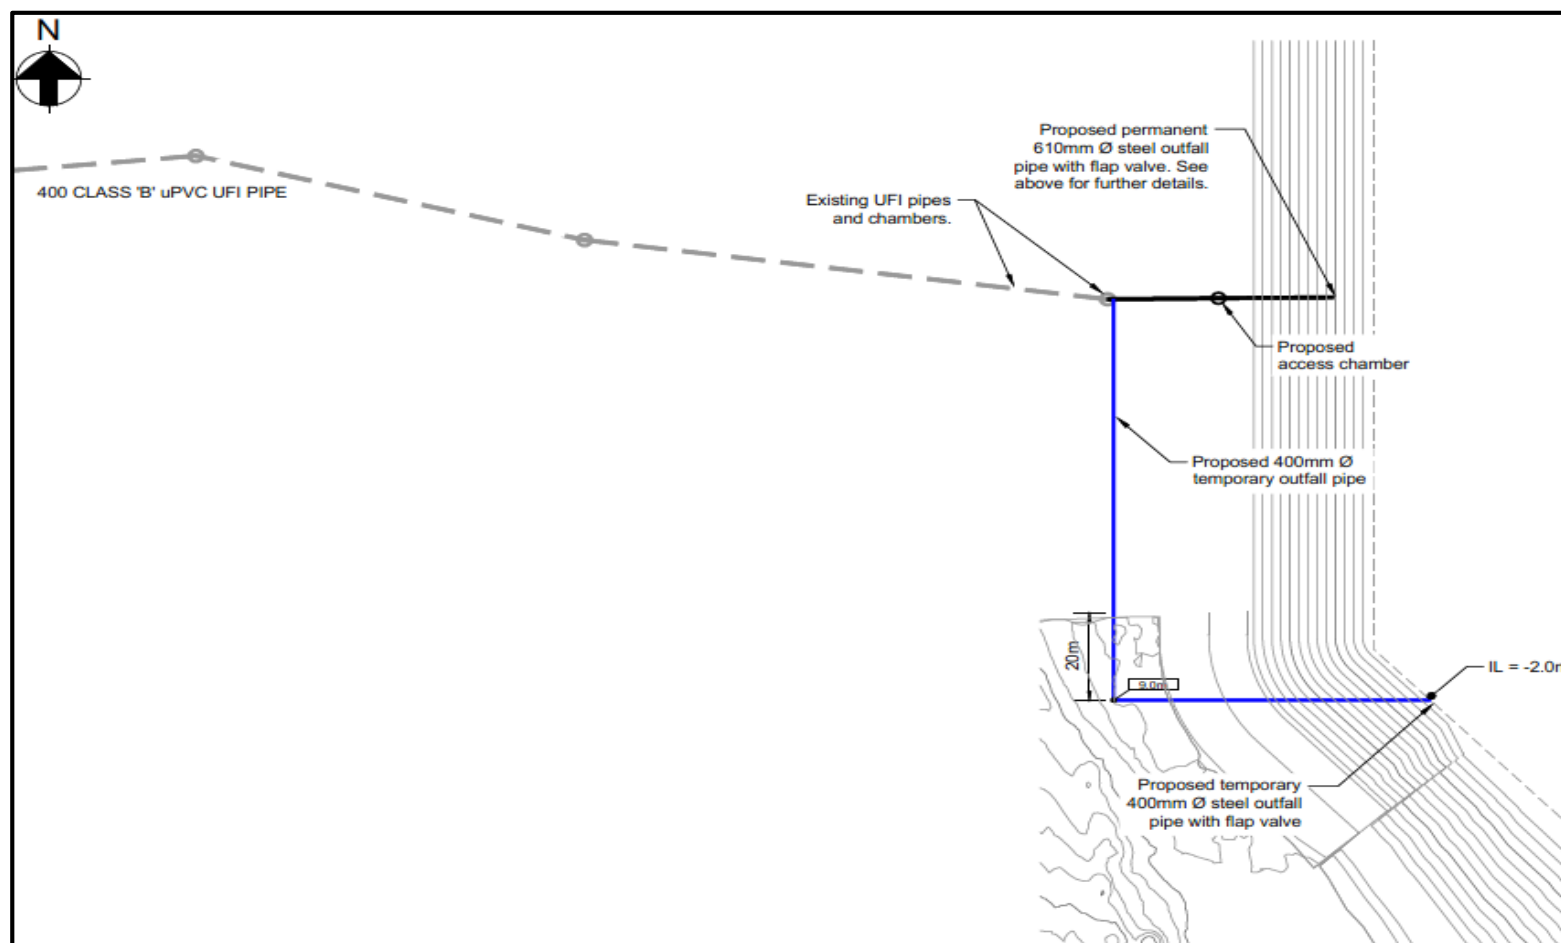 N
Proposed permanent
610mm Ø steel outfall
pipe with flap valve. See
above for further details.
400 CLASS 'B' uPVC UFI PIPE
Existing UFI pipes
and chambers.
Proposed
access chamber
Proposed 400mm Ø
temporary outfall pipe
20m
9.0m
IL = -2.0
Proposed temporary
400mm Ø steel outfall
pipe with flap valve